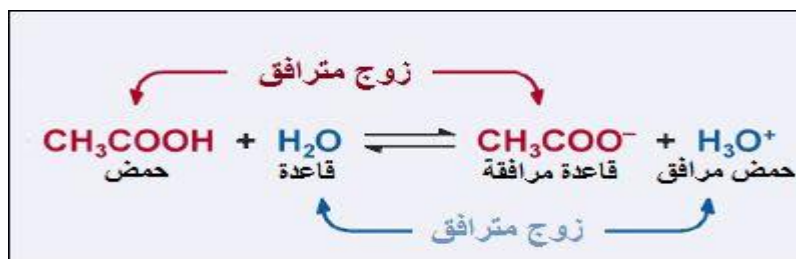 زوج مترافق
CH₃COOH + H₂O ⇌ CH₃COO⁻ + H₃O⁺
حمض قاعدة قاعدة مرافقة حمض مرافق
زوج مترافق